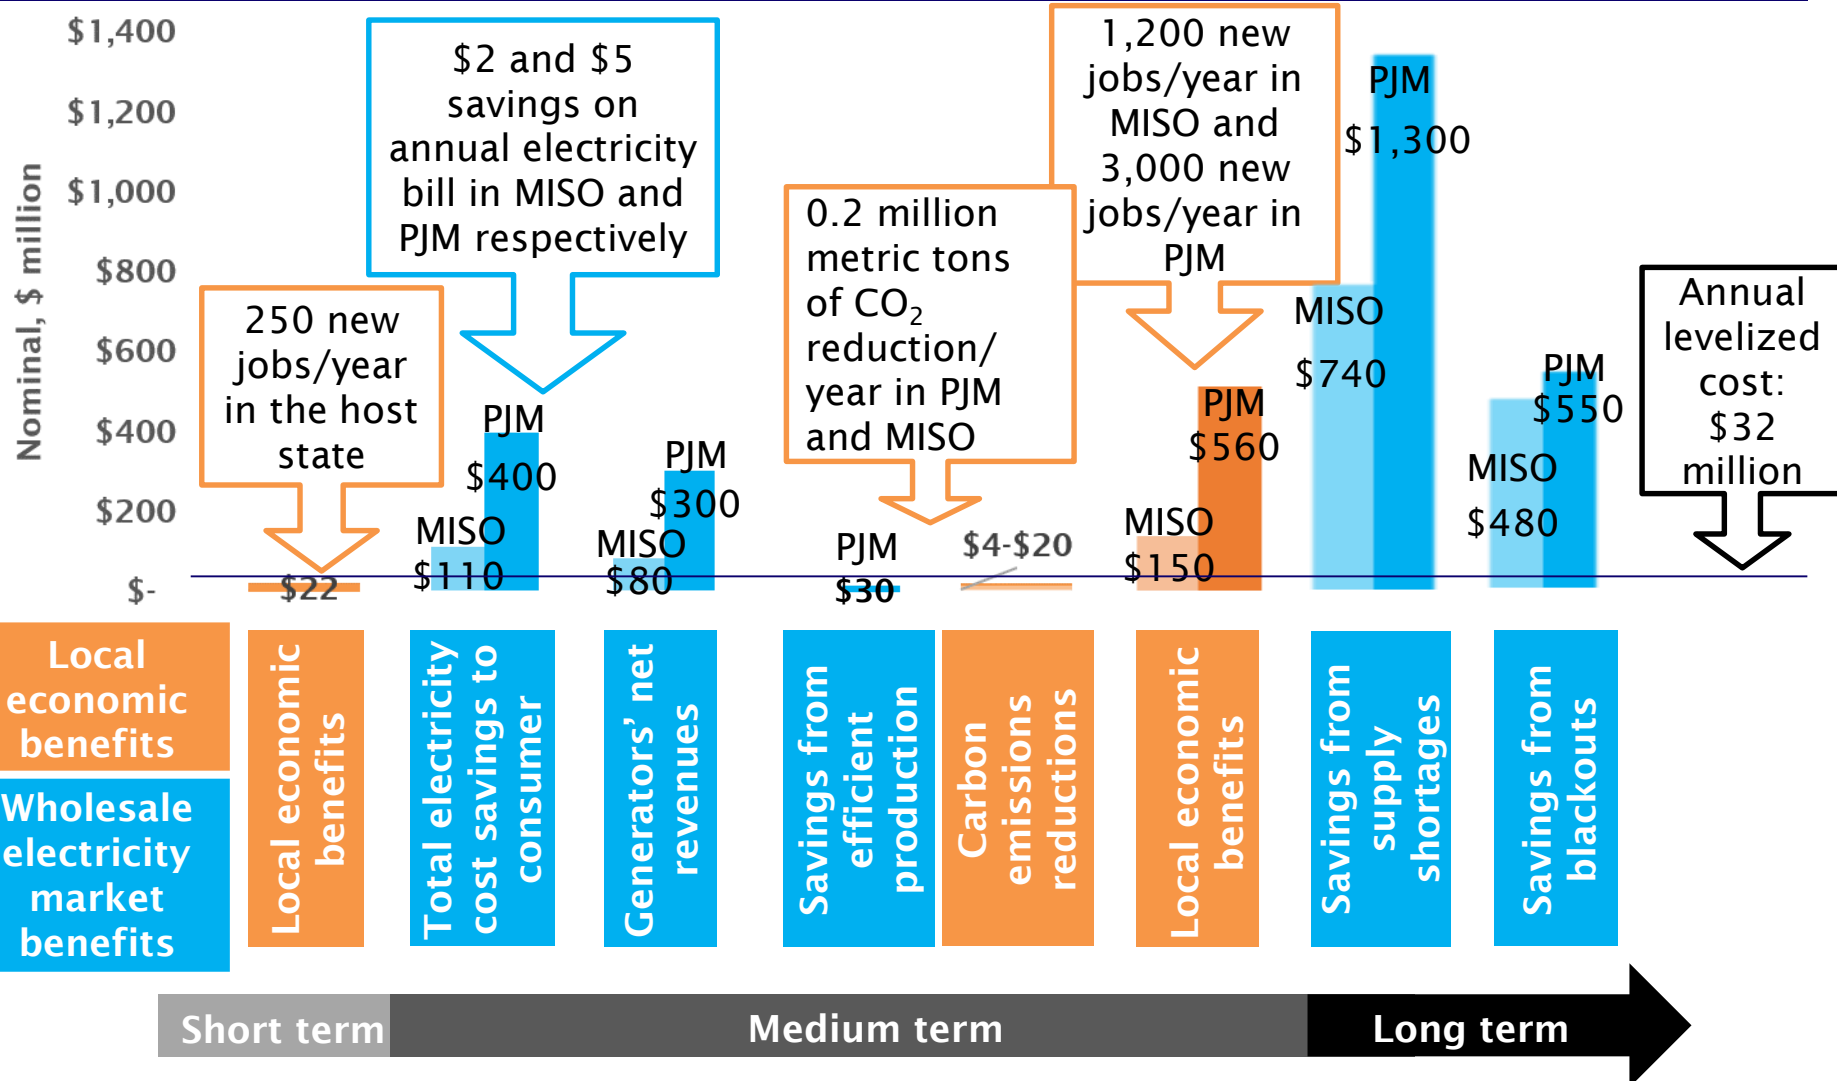 Nominal, $ million
$1,400
$1,200
$1,000
$800
$600
$400
$200
$-
250 new
jobs/year
in the host
state
$2 and $5
savings on
annual electricity
bill in MISO and
PJM respectively
0.2 million
metric tons
of CO₂
reduction/
year in PJM
and MISO
1,200 new
jobs/year in
MISO and
3,000 new
jobs/year in
PJM
Annual
levelized
cost:
$32
million
$22
MISO
$110
PJM
$400
MISO
$80
PJM
$300
PJM
$30
$4-$20
MISO
$150
PJM
$560
MISO
$740
PJM
$1,300
MISO
$480
PJM
$550
Local
economic
benefits
Wholesale
electricity
market
benefits
Local economic
benefits
Total electricity
cost savings to
consumer
Generators’ net
revenues
Savings from
efficient
production
Carbon
emissions
reductions
Local economic
benefits
Savings from
supply
shortages
Savings from
blackouts
Short term
Medium term
Long term